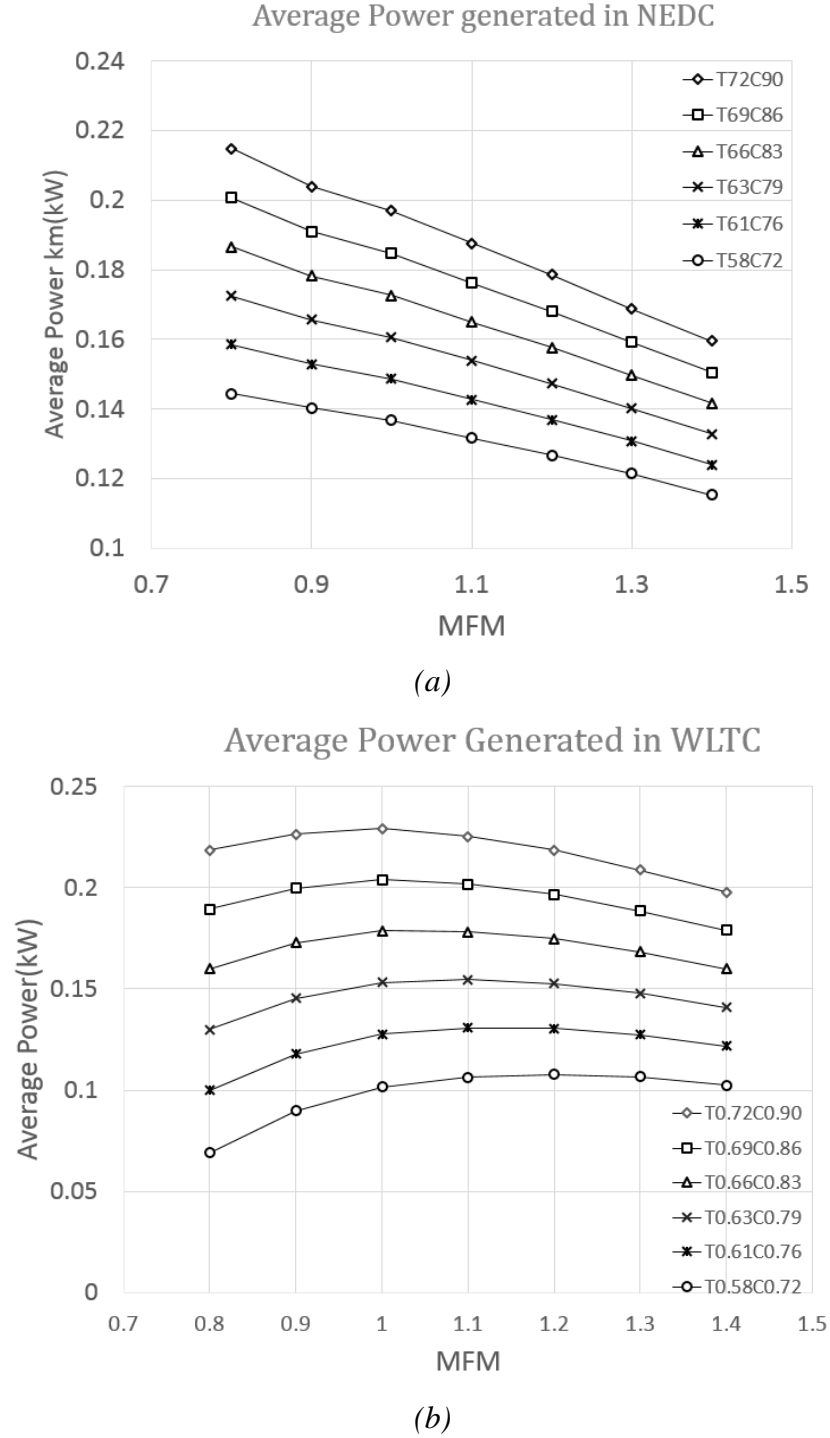 Average Power generated in NEDC
0.24
0.22
0.2
0.18
0.16
0.14
0.12
0.1
Average Power km(kW)
T72C90
T69C86
T66C83
T63C79
T61C76
T58C72
0.7 0.9 1.1 1.3 1.5
MFM
(a)
Average Power Generated in WLTC
0.25
0.2
0.15
0.1
0.05
0
Average Power(kW)
T0.72C0.90
T0.69C0.86
T0.66C0.83
T0.63C0.79
T0.61C0.76
T0.58C0.72
0.7 0.8 0.9 1 1.1 1.2 1.3 1.4 1.5
MFM
(b)